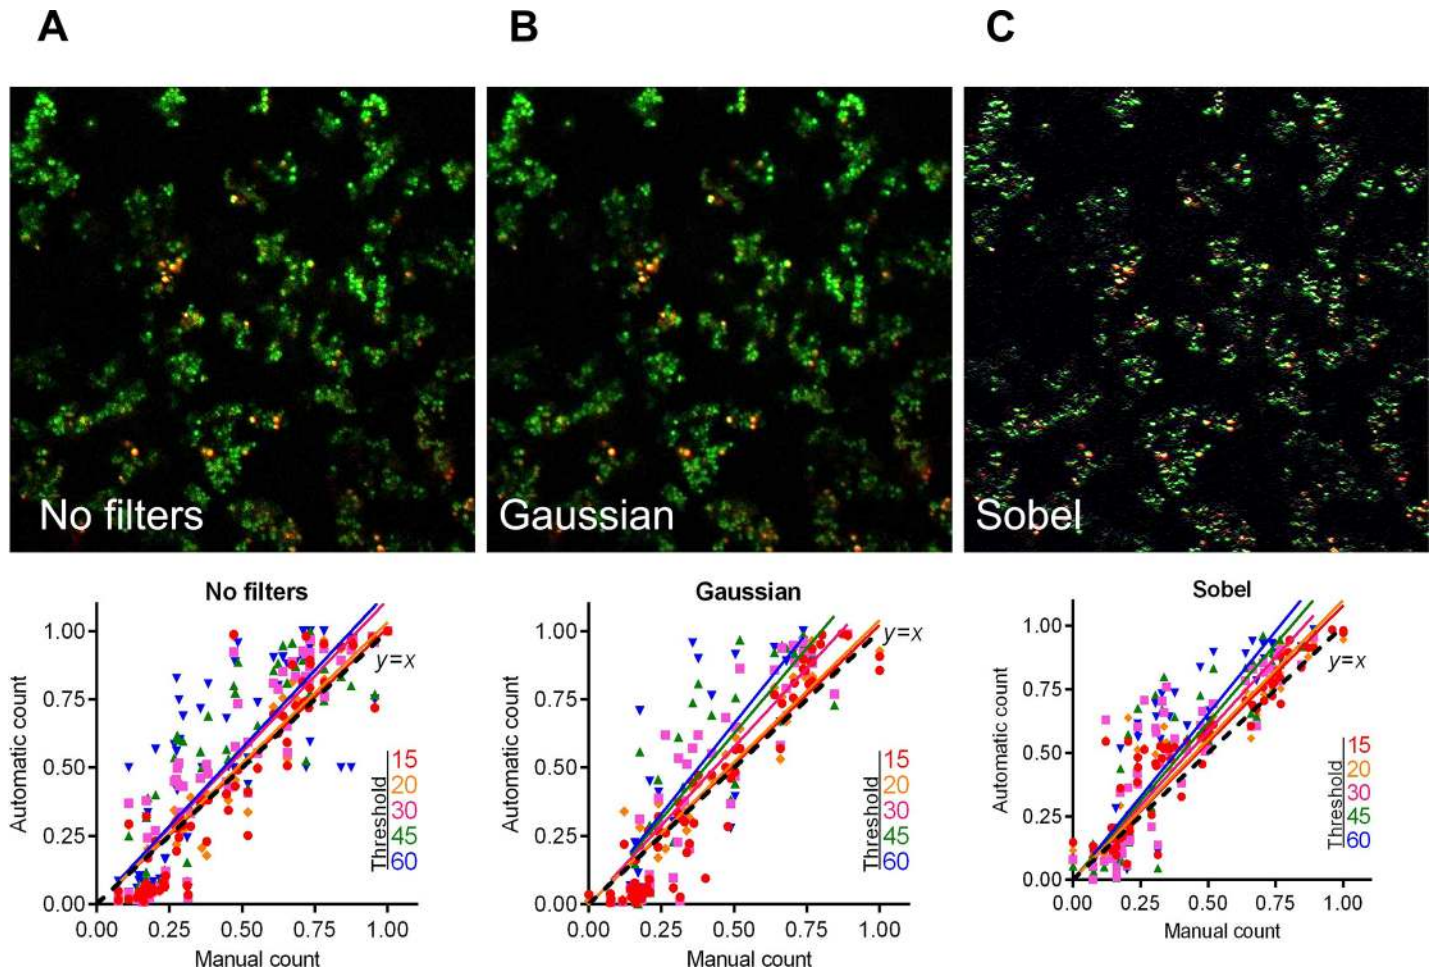 A
B
C
No filters
Gaussian
Sobel
No filters
1.00
0.75
0.50
0.25
0.00
0.00 0.25 0.50 0.75 1.00
Automatic count
Manual count
y=x
Threshold
15
20
30
45
60
Gaussian
1.00
0.75
0.50
0.25
0.00
0.00 0.25 0.50 0.75 1.00
Automatic count
Manual count
y=x
Threshold
15
20
30
45
60
Sobel
1.00
0.75
0.50
0.25
0.00
0.00 0.25 0.50 0.75 1.00
Automatic count
Manual count
y=x
Threshold
15
20
30
45
60